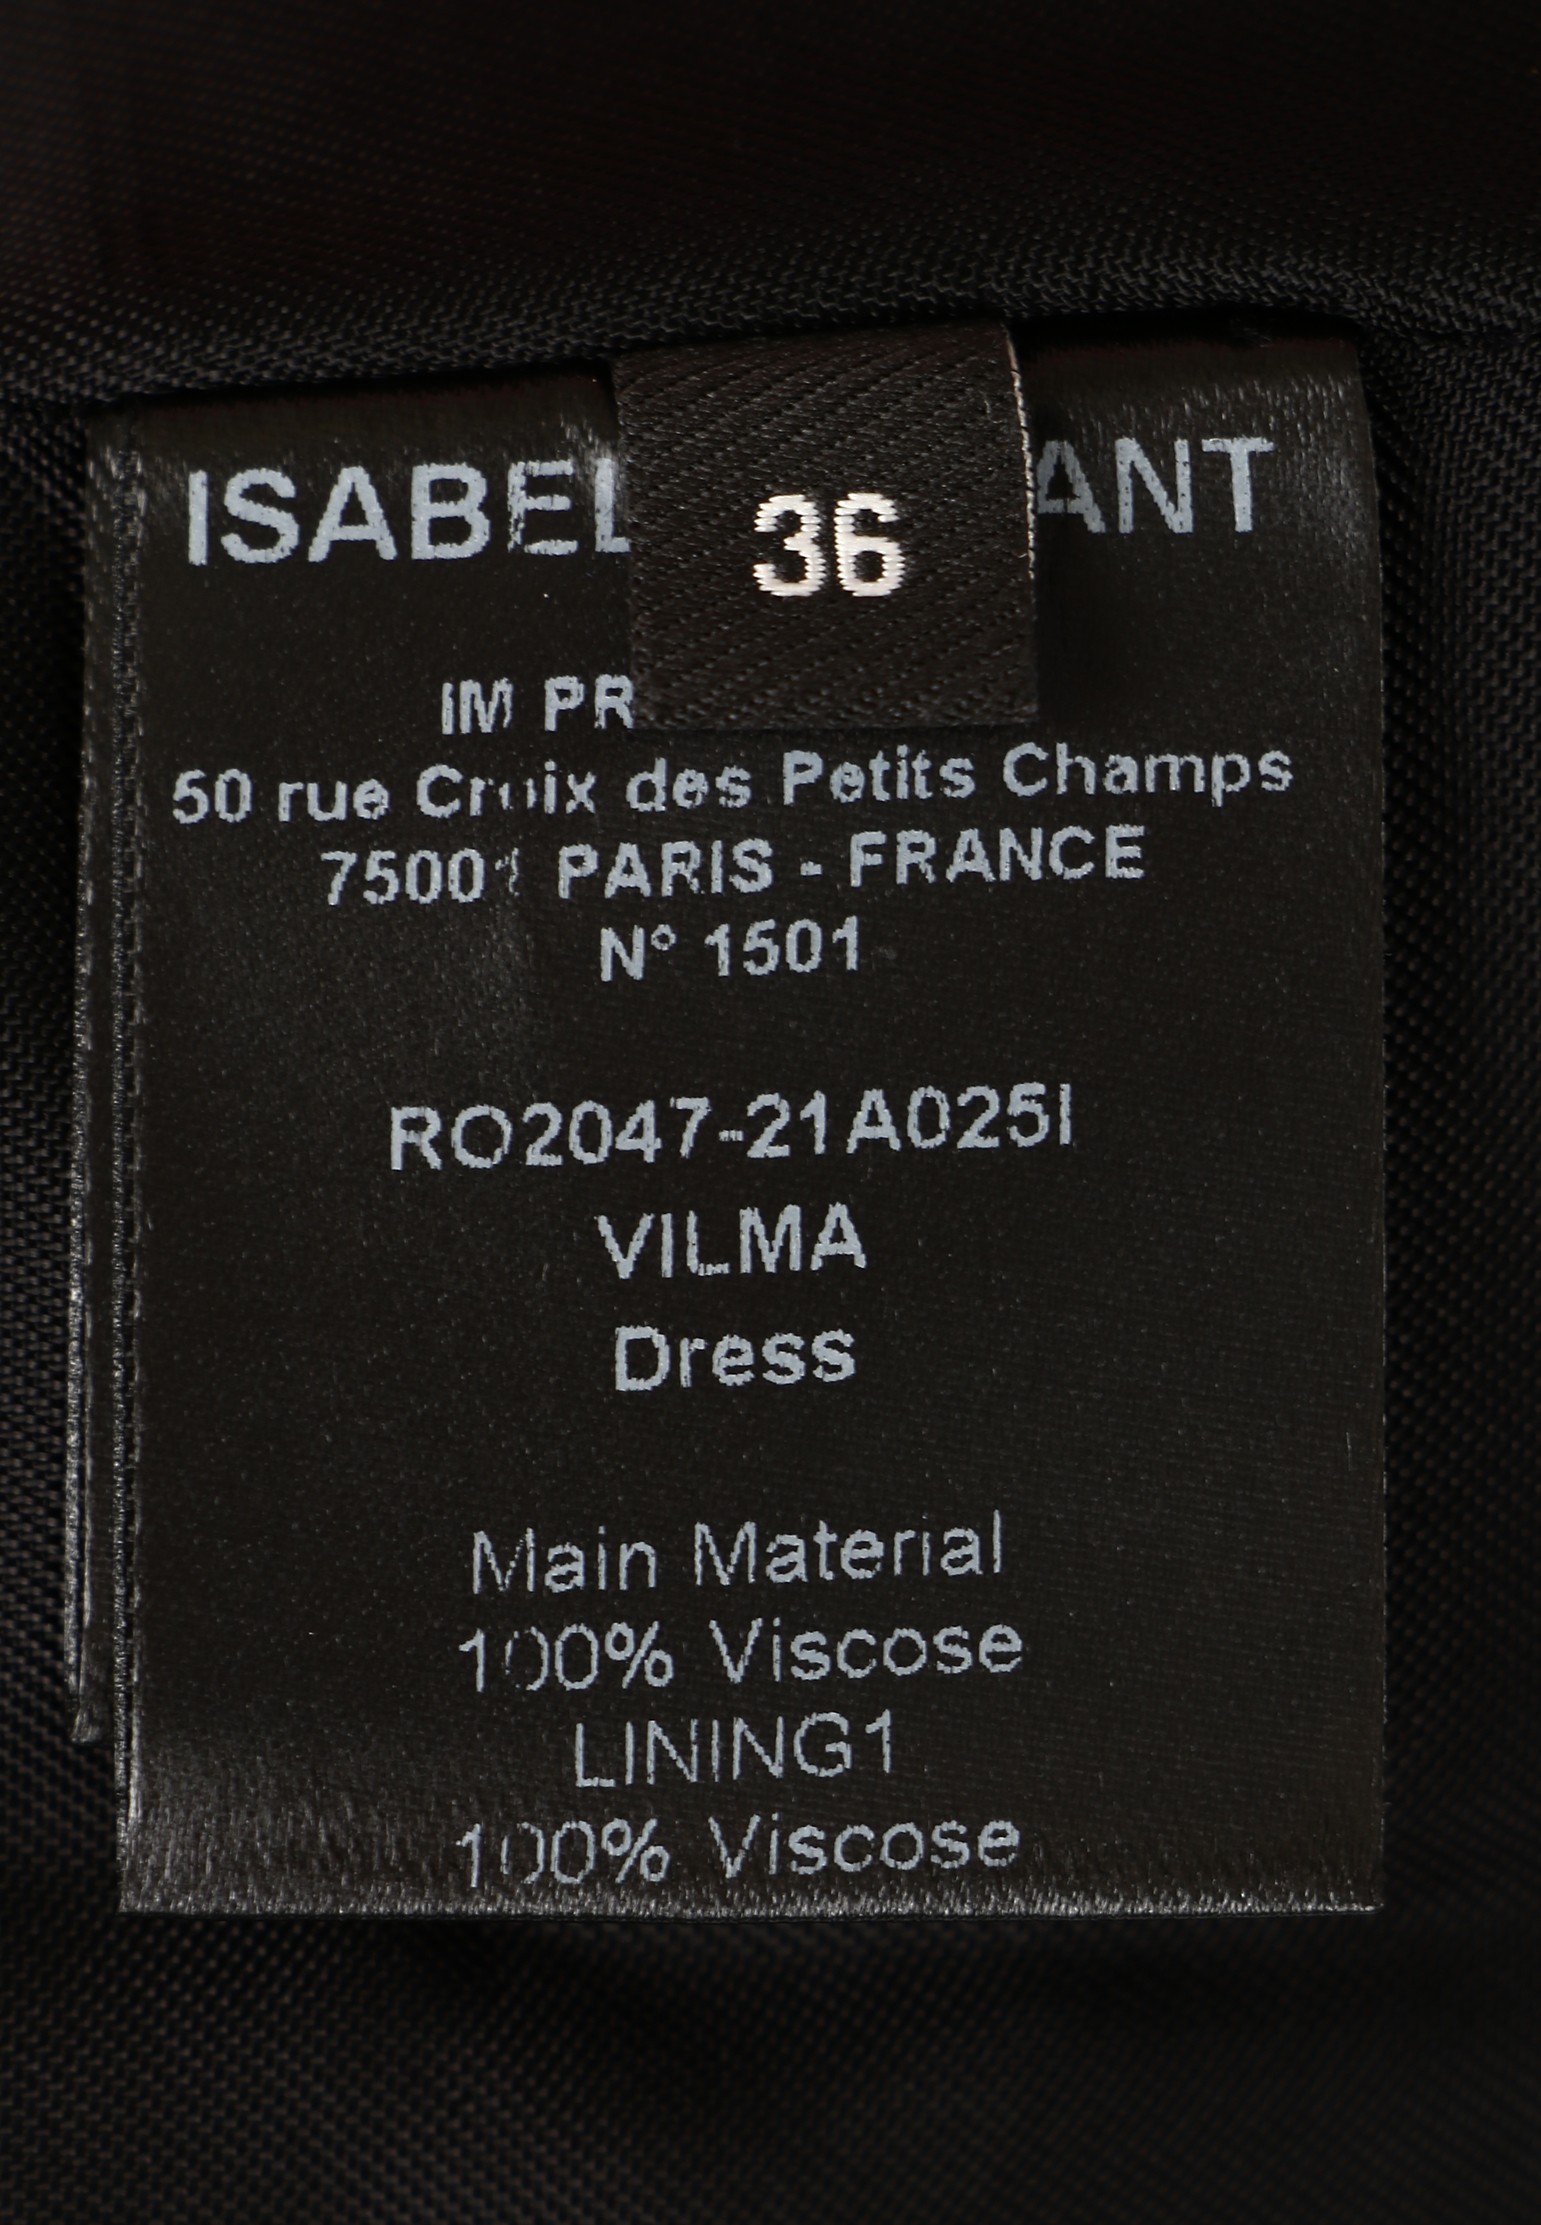 ISABEL ANT
36
IM PR
50 rue Croix des Petits Champs
75001 PARIS - FRANCE
N° 1501
RO2047-21A025I
VILMA
Dress
Main Material
100% Viscose
LINING1
100% Viscose